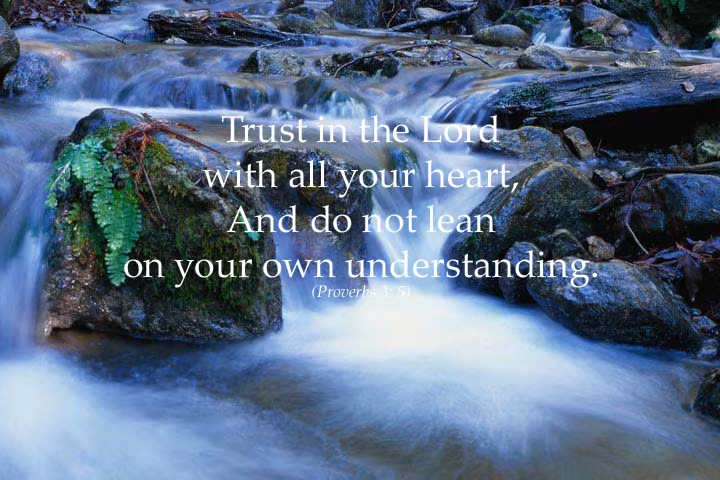 Trust in the Lord
with all your heart,
And do not lean
on your own understanding.
(Proverbs 3: 5)